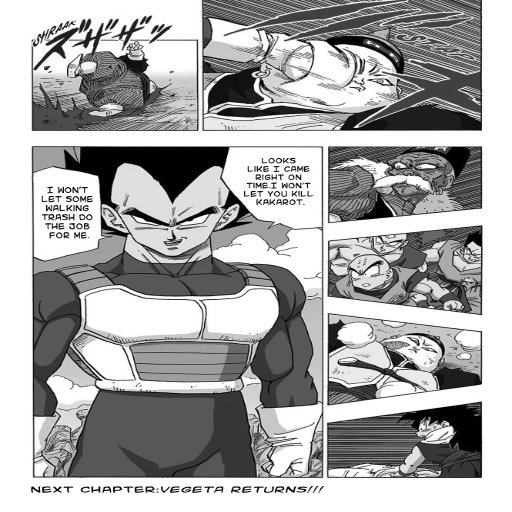 SHRAAK
ズザザザッ
LOOKS
LIKE I CAME
RIGHT ON
TIME.I WON'T
LET YOU KILL
KAKAROT.
I WON'T
LET SOME
WALKING
TRASH DO
THE JOB
FOR ME.
NEXT CHAPTER:VEGETA RETURNS!!!